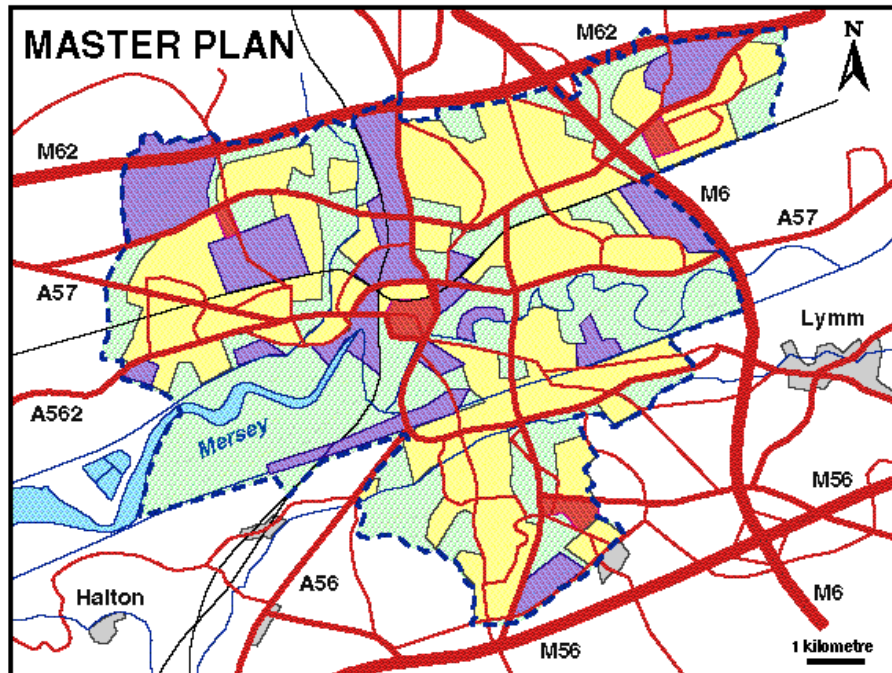 MASTER PLAN
M62
N
M62
M6
A57
A57
Lymm
A562
Mersey
M56
Halton
A56
M6
M56
1 kilometre